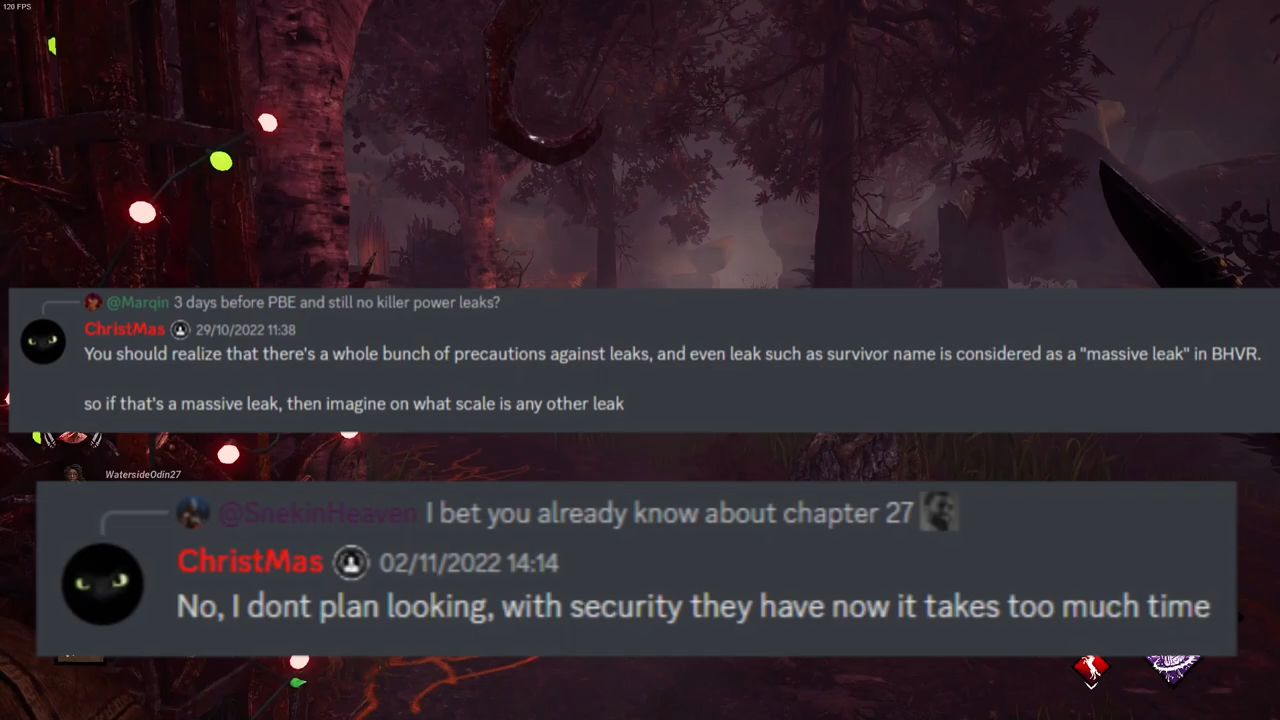 120 FPS
@Marqin 3 days before PBE and still no killer power leaks?
ChristMas 29/10/2022 11:38
You should realize that there's a whole bunch of precautions against leaks, and even leak such as survivor name is considered as a "massive leak" in BHVR.
so if that's a massive leak, then imagine on what scale is any other leak
WatersideOdin27
@SnekinHeaven I bet you already know about chapter 27
ChristMas 02/11/2022 14:14
No, I dont plan looking, with security they have now it takes too much time